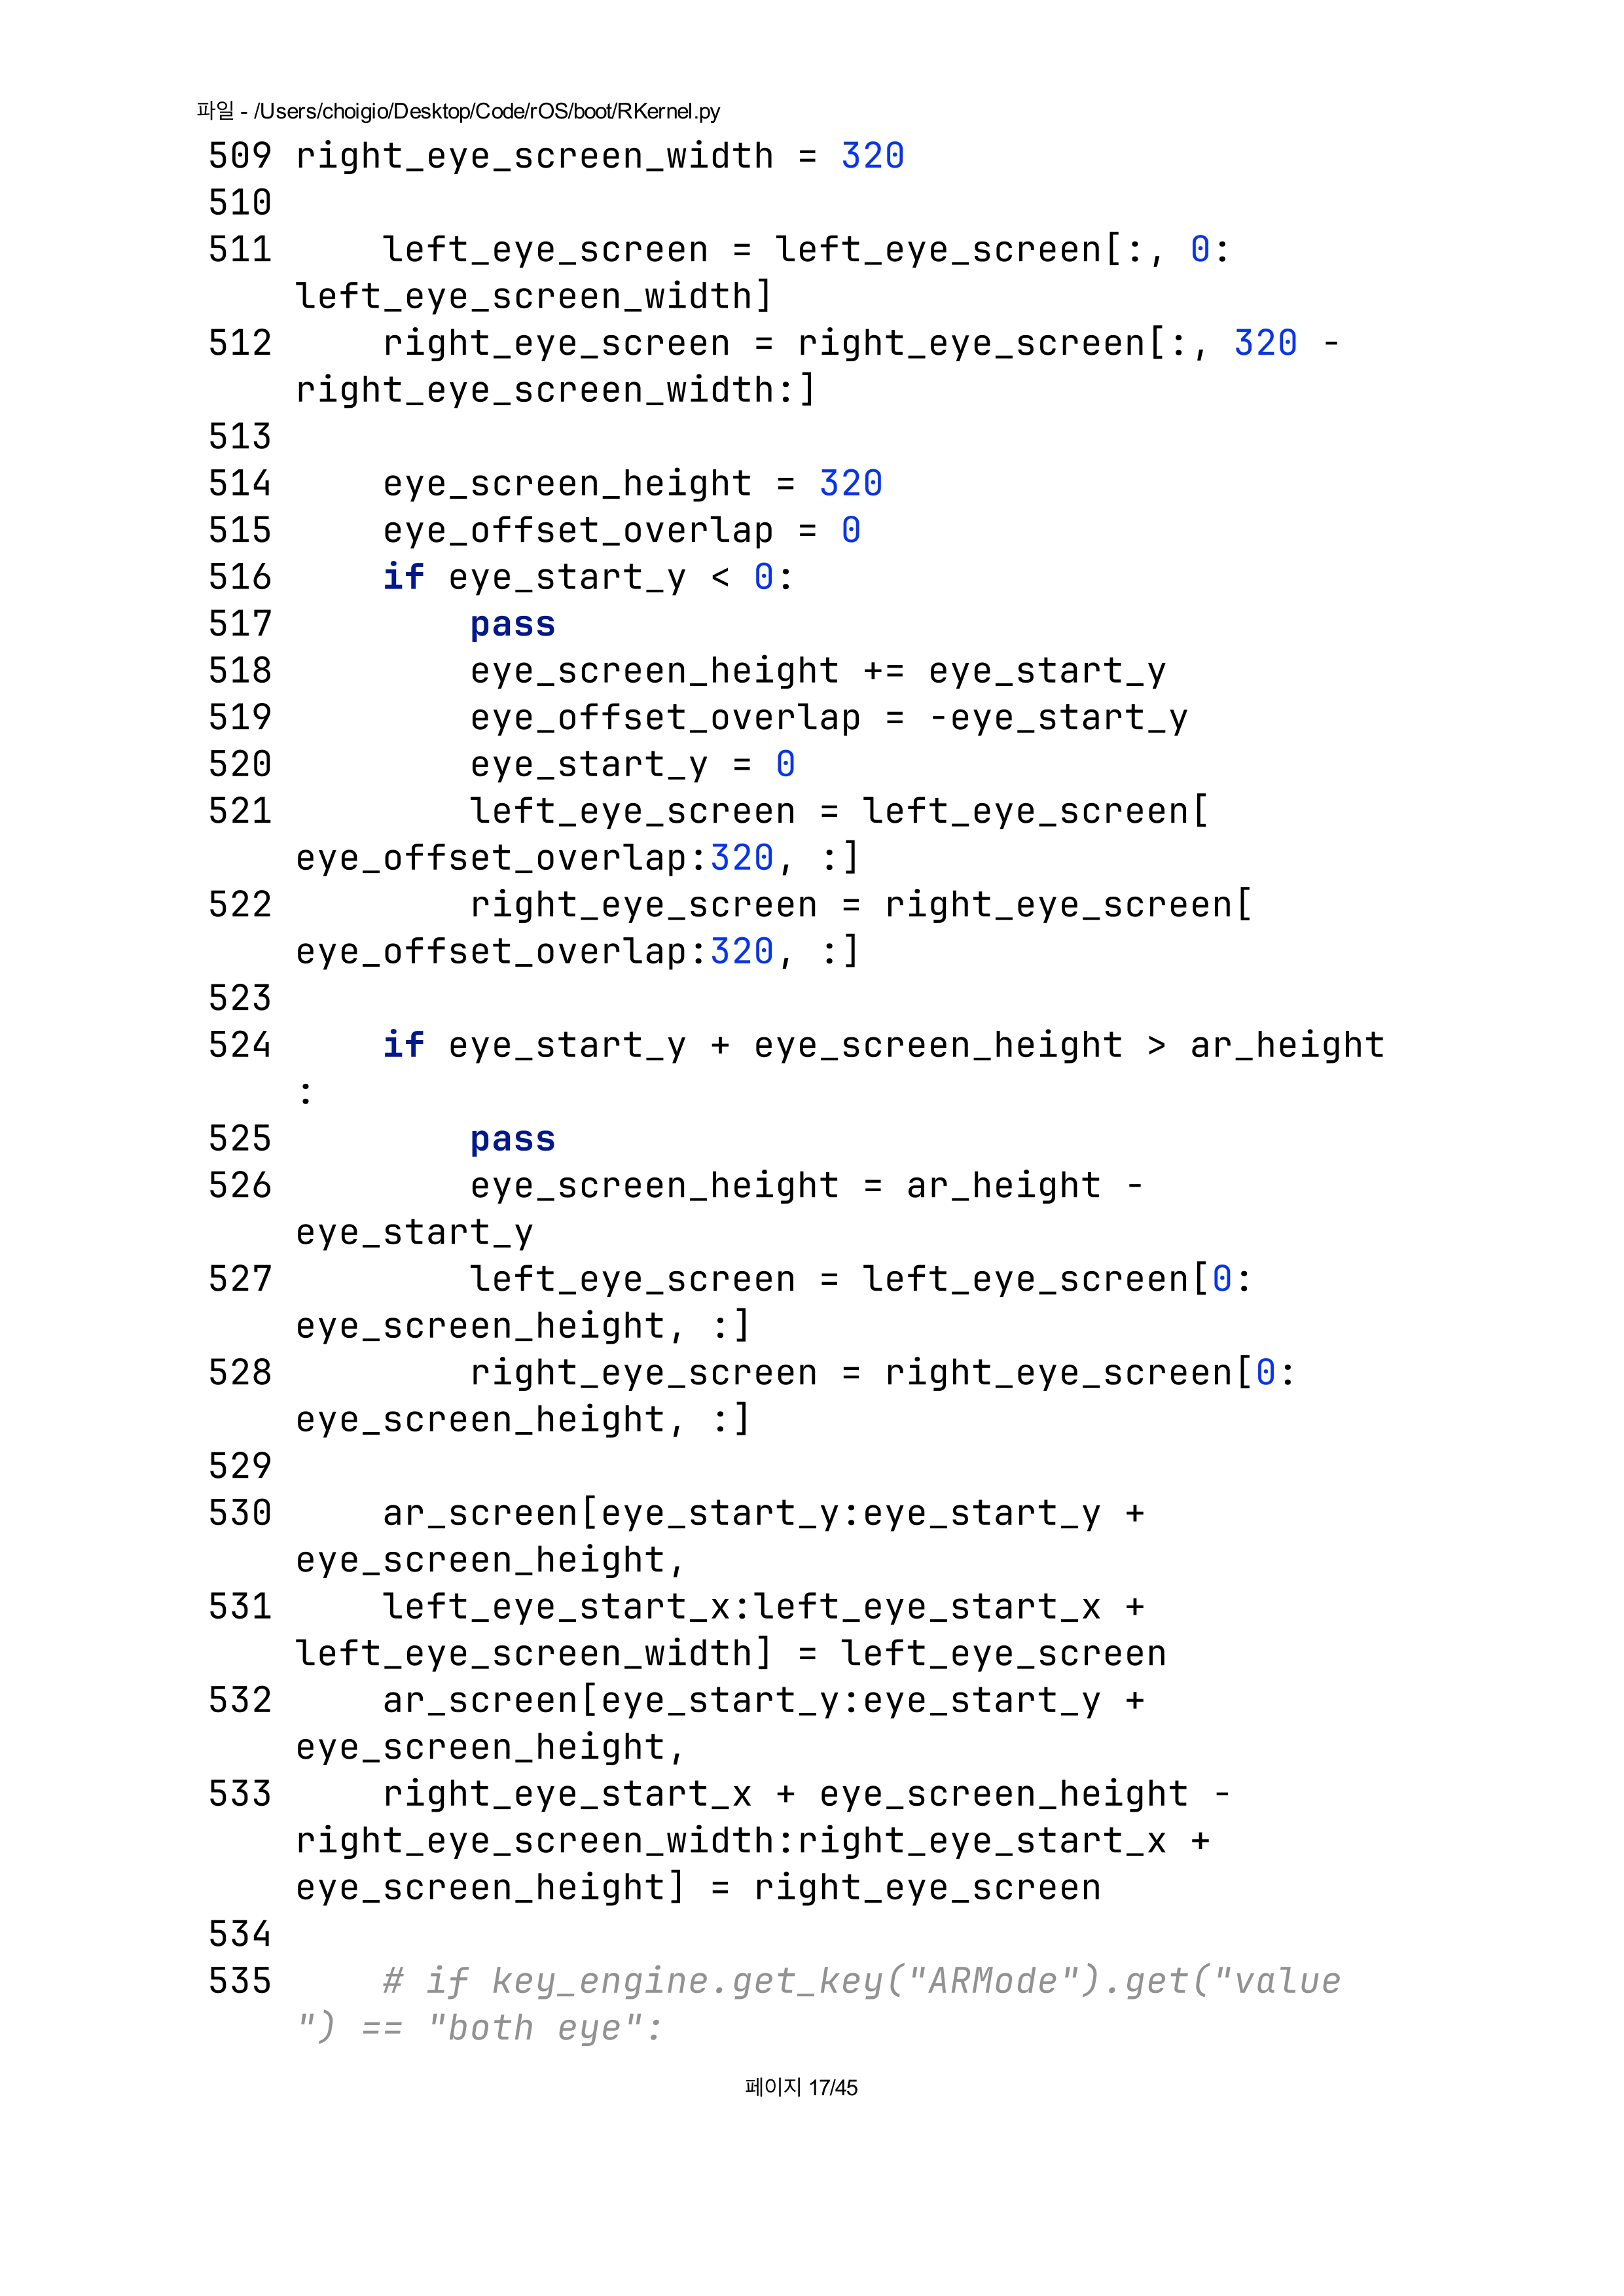 파일 - /Users/choigio/Desktop/Code/rOS/boot/RKernel.py
509 right_eye_screen_width = 320
510
511     left_eye_screen = left_eye_screen[:, 0:
    left_eye_screen_width]
512     right_eye_screen = right_eye_screen[:, 320 -
    right_eye_screen_width:]
513
514     eye_screen_height = 320
515     eye_offset_overlap = 0
516     if eye_start_y < 0:
517         pass
518         eye_screen_height += eye_start_y
519         eye_offset_overlap = -eye_start_y
520         eye_start_y = 0
521         left_eye_screen = left_eye_screen[
    eye_offset_overlap:320, :]
522         right_eye_screen = right_eye_screen[
    eye_offset_overlap:320, :]
523
524     if eye_start_y + eye_screen_height > ar_height
    :
525         pass
526         eye_screen_height = ar_height -
    eye_start_y
527         left_eye_screen = left_eye_screen[0:
    eye_screen_height, :]
528         right_eye_screen = right_eye_screen[0:
    eye_screen_height, :]
529
530     ar_screen[eye_start_y:eye_start_y +
    eye_screen_height,
531     left_eye_start_x:left_eye_start_x +
    left_eye_screen_width] = left_eye_screen
532     ar_screen[eye_start_y:eye_start_y +
    eye_screen_height,
533     right_eye_start_x + eye_screen_height -
    right_eye_screen_width:right_eye_start_x +
    eye_screen_height] = right_eye_screen
534
535     # if key_engine.get_key("ARMode").get("value
    ") == "both eye":
페이지 17/45